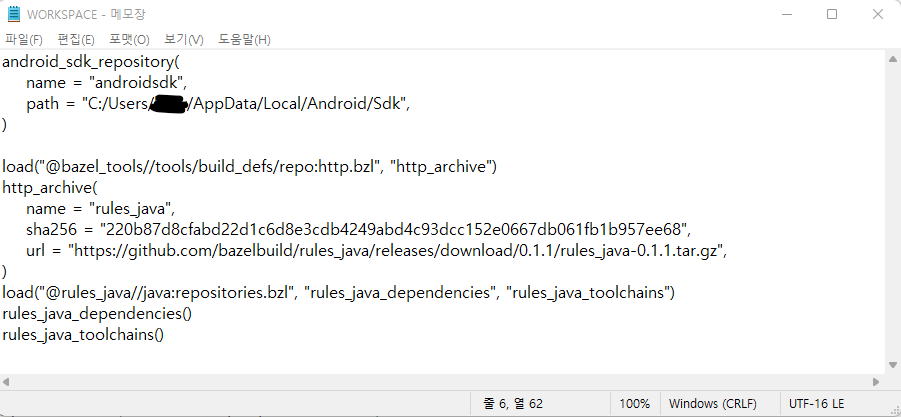 WORKSPACE - 메모장
파일(F) 편집(E) 포맷(O) 보기(V) 도움말(H)
android_sdk_repository(
    name = "androidsdk",
    path = "C:/Users/ /AppData/Local/Android/Sdk",
)
load("@bazel_tools//tools/build_defs/repo:http.bzl", "http_archive")
http_archive(
    name = "rules_java",
    sha256 = "220b87d8cfabd22d1c6d8e3cdb4249abd4c93dcc152e0667db061fb1b957ee68",
    url = "https://github.com/bazelbuild/rules_java/releases/download/0.1.1/rules_java-0.1.1.tar.gz",
)
load("@rules_java//java:repositories.bzl", "rules_java_dependencies", "rules_java_toolchains")
rules_java_dependencies()
rules_java_toolchains()
줄 6, 열 62 100% Windows (CRLF) UTF-16 LE